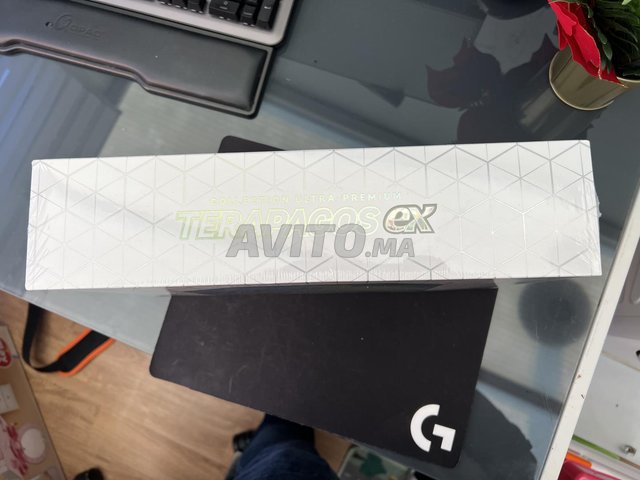 COLLECTION ULTRA PREMIUM
TERAPAGOS ex
AVITO.MA
G